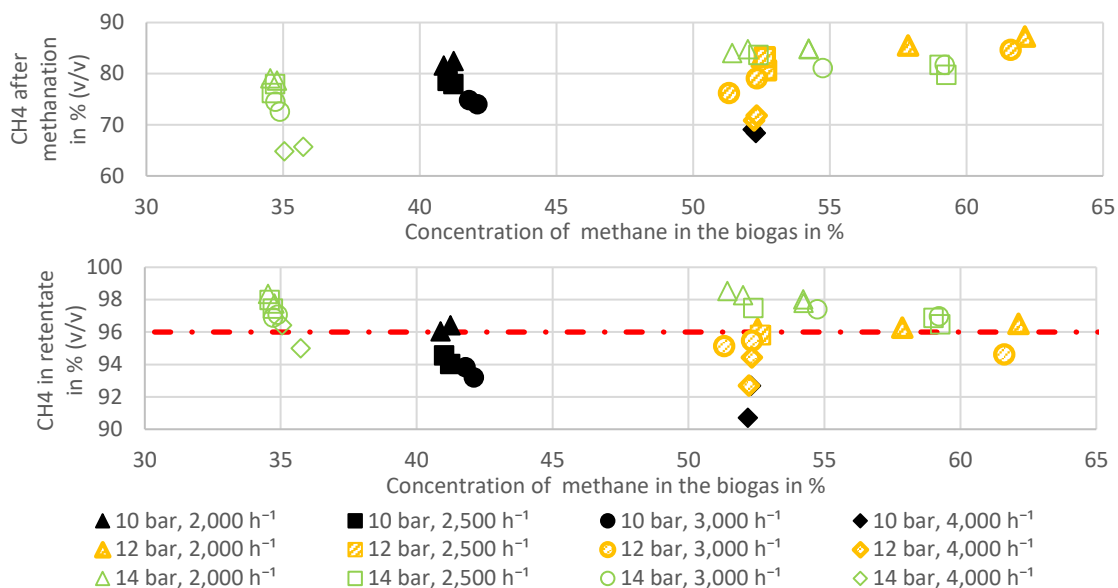 CH4 after
methanation
in % (v/v)
90
80
70
60
30 35 40 45 50 55 60 65
Concentration of methane in the biogas in %
CH4 in retentate
in % (v/v)
100
98
96
94
92
90
30 35 40 45 50 55 60 65
Concentration of methane in the biogas in %
10 bar, 2,000 h⁻¹ 10 bar, 2,500 h⁻¹ 10 bar, 3,000 h⁻¹ 10 bar, 4,000 h⁻¹
12 bar, 2,000 h⁻¹ 12 bar, 2,500 h⁻¹ 12 bar, 3,000 h⁻¹ 12 bar, 4,000 h⁻¹
14 bar, 2,000 h⁻¹ 14 bar, 2,500 h⁻¹ 14 bar, 3,000 h⁻¹ 14 bar, 4,000 h⁻¹